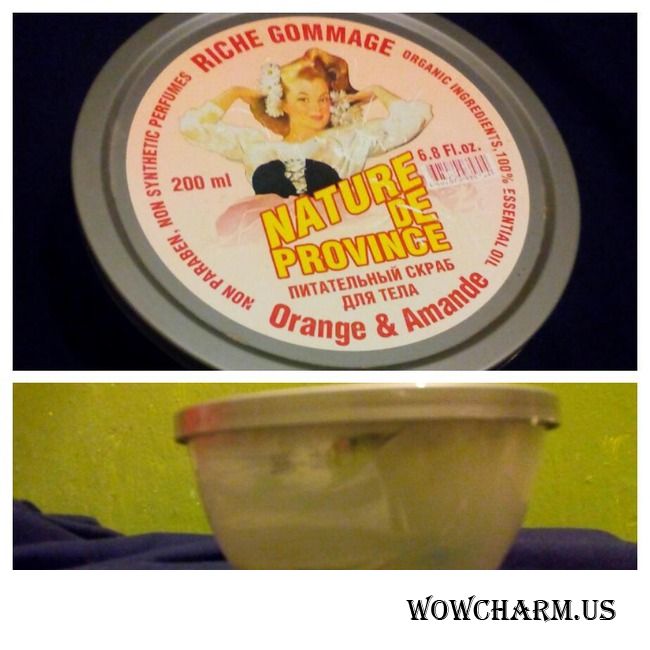 RICHE GOMMAGE
ORGANIC INGREDIENTS, 100% ESSENTIAL OIL
NON PARABEN, NON SYNTHETIC PERFUMES
200 ml
6,8 Fl.oz.
NATURE
DE
PROVINCE
ПИТАТЕЛЬНЫЙ СКРАБ
ДЛЯ ТЕЛА
Orange & Amande
WOWCHARM.US